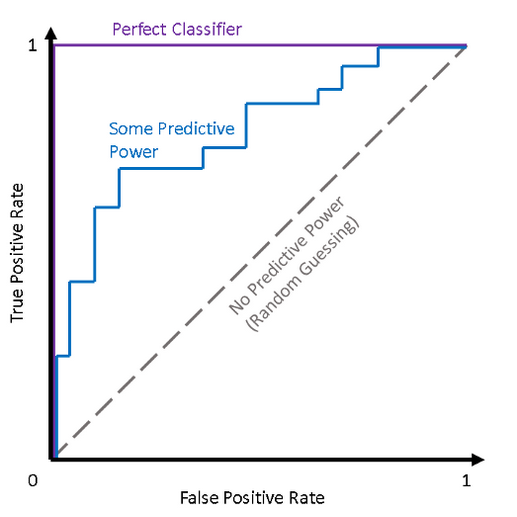 Perfect Classifier
1
Some Predictive
Power
True Positive Rate
No Predictive Power
(Random Guessing)
0
1
False Positive Rate